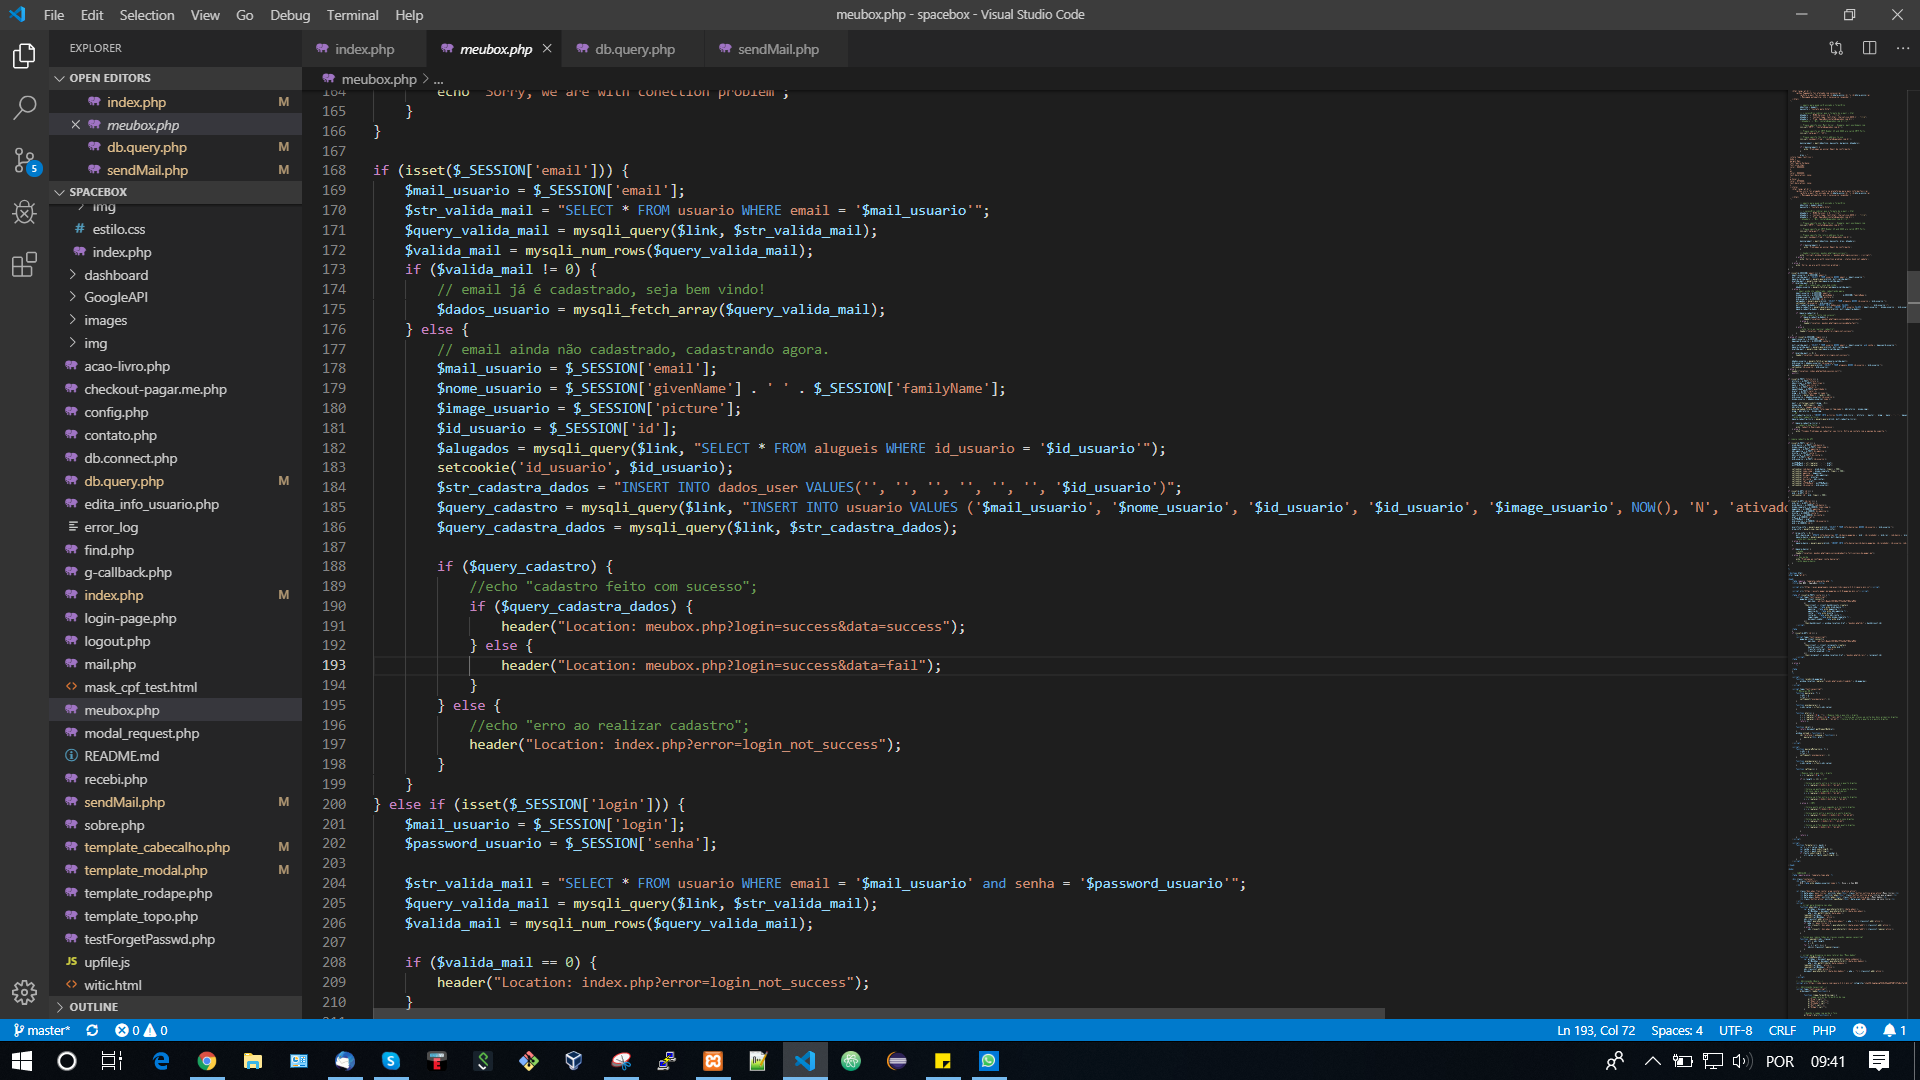 File Edit Selection View Go Debug Terminal Help
meubox.php - spacebox - Visual Studio Code
EXPLORER
OPEN EDITORS
index.php M
meubox.php
db.query.php M
sendMail.php M
SPACEBOX
img
# estilo.css
index.php
dashboard
GoogleAPI
images
img
acao-livro.php
checkout-pagar.me.php
config.php
contato.php
db.connect.php
db.query.php M
edita_info_usuario.php
error_log
find.php
g-callback.php
index.php M
login-page.php
logout.php
mail.php
mask_cpf_test.html
meubox.php
modal_request.php
README.md
recebi.php
sendMail.php M
sobre.php
template_cabecalho.php M
template_modal.php M
template_rodape.php
template_topo.php
testForgetPasswd.php
JS upfile.js
witic.html
OUTLINE
index.php meubox.php db.query.php sendMail.php
meubox.php > ...
164 echo "Sorry, we are with conection problem";
165 }
166 }
167
168 if (isset($_SESSION['email'])) {
169 $mail_usuario = $_SESSION['email'];
170 $str_valida_mail = "SELECT * FROM usuario WHERE email = '$mail_usuario'";
171 $query_valida_mail = mysqli_query($link, $str_valida_mail);
172 $valida_mail = mysqli_num_rows($query_valida_mail);
173 if ($valida_mail != 0) {
174 // email já é cadastrado, seja bem vindo!
175 $dados_usuario = mysqli_fetch_array($query_valida_mail);
176 } else {
177 // email ainda não cadastrado, cadastrando agora.
178 $mail_usuario = $_SESSION['email'];
179 $nome_usuario = $_SESSION['givenName'] . ' ' . $_SESSION['familyName'];
180 $image_usuario = $_SESSION['picture'];
181 $id_usuario = $_SESSION['id'];
182 $alugados = mysqli_query($link, "SELECT * FROM alugueis WHERE id_usuario = '$id_usuario'");
183 setcookie('id_usuario', $id_usuario);
184 $str_cadastra_dados = "INSERT INTO dados_user VALUES('', '', '', '', '', '', '$id_usuario')";
185 $query_cadastro = mysqli_query($link, "INSERT INTO usuario VALUES ('$mail_usuario', '$nome_usuario', '$id_usuario', '$id_usuario', '$image_usuario', NOW(), 'N', 'ativado
186 $query_cadastra_dados = mysqli_query($link, $str_cadastra_dados);
187
188 if ($query_cadastro) {
189 //echo "cadastro feito com sucesso";
190 if ($query_cadastra_dados) {
191 header("Location: meubox.php?login=success&data=success");
192 } else {
193 header("Location: meubox.php?login=success&data=fail");
194 }
195 } else {
196 //echo "erro ao realizar cadastro";
197 header("Location: index.php?error=login_not_success");
198 }
199 }
200 } else if (isset($_SESSION['login'])) {
201 $mail_usuario = $_SESSION['login'];
202 $password_usuario = $_SESSION['senha'];
203
204 $str_valida_mail = "SELECT * FROM usuario WHERE email = '$mail_usuario' and senha = '$password_usuario'";
205 $query_valida_mail = mysqli_query($link, $str_valida_mail);
206 $valida_mail = mysqli_num_rows($query_valida_mail);
207
208 if ($valida_mail == 0) {
209 header("Location: index.php?error=login_not_success");
210 }
5
master* 0 0
Ln 193, Col 72 Spaces: 4 UTF-8 CRLF PHP 1
POR 09:41